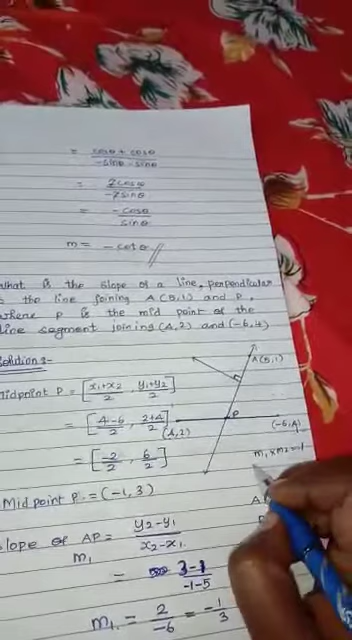 = cosθ + cosθ / -sinθ - sinθ
= 2cosθ / -2sinθ
= -cosθ / sinθ
m = -cotθ //
what is the slope of a line, perpendicular
the line joining A(5,1) and P,
where P is the mid point of the
line segment joining (4,2) and (-6,4)
Solution :-
A(5,1)
Midpoint P = [x₁+x₂ / 2 , y₁+y₂ / 2]
P
= [4-6 / 2 , 2+4 / 2]
(4,2)
(-6,4)
m₁ x m₂ = -1
= [-2 / 2 , 6 / 2]
Mid point P = (-1, 3)
slope of AP = y₂-y₁ / x₂-x₁
m₁
= 3-1 / -1-5
m₁ = 2 / -6 = -1 / 3